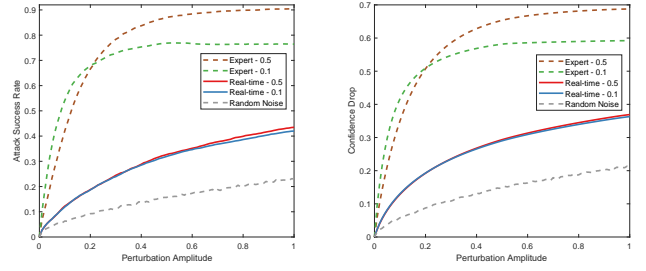 Attack Success Rate
0.9
0.8
0.7
0.6
0.5
0.4
0.3
0.2
0.1
0
0
0.2
0.4
0.6
0.8
1
Perturbation Amplitude
Expert - 0.5
Expert - 0.1
Real-time - 0.5
Real-time - 0.1
Random Noise
Confidence Drop
0.7
0.6
0.5
0.4
0.3
0.2
0.1
0
0
0.2
0.4
0.6
0.8
1
Perturbation Amplitude
Expert - 0.5
Expert - 0.1
Real-time - 0.5
Real-time - 0.1
Random Noise